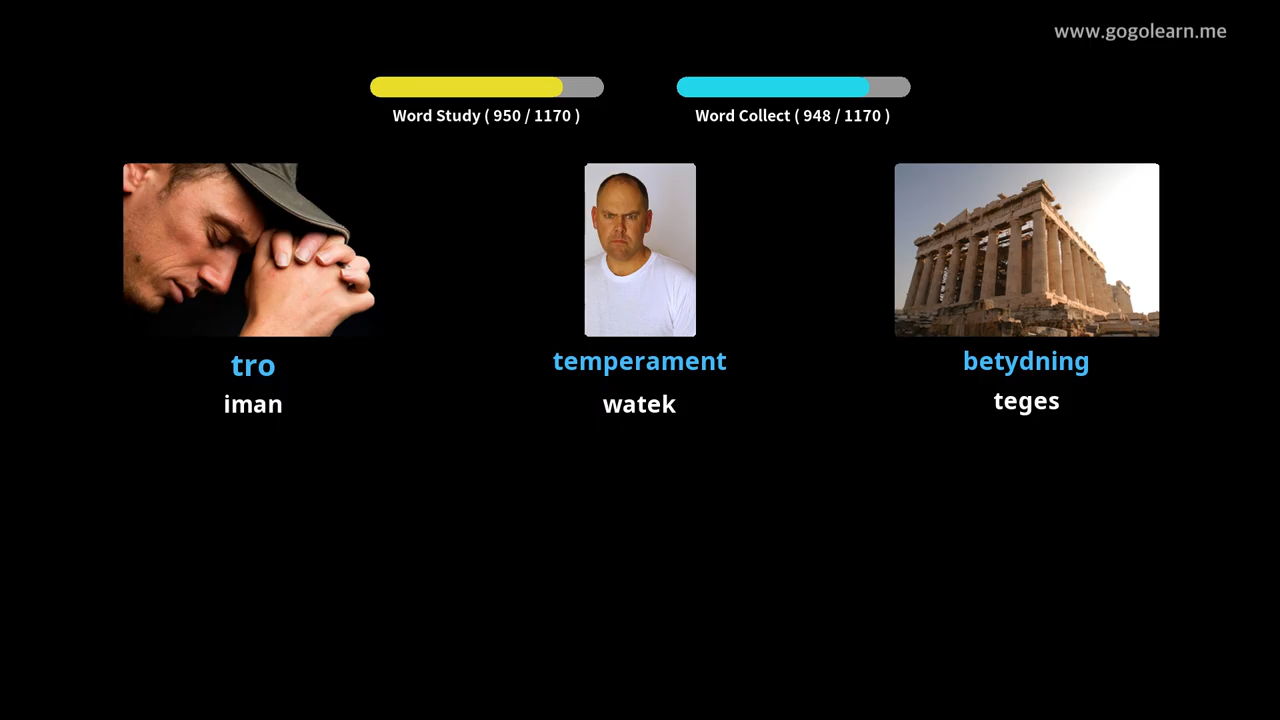 www.gogolearn.me
Word Study ( 950 / 1170 )
Word Collect ( 948 / 1170 )
tro
temperament
betydning
iman
watek
teges